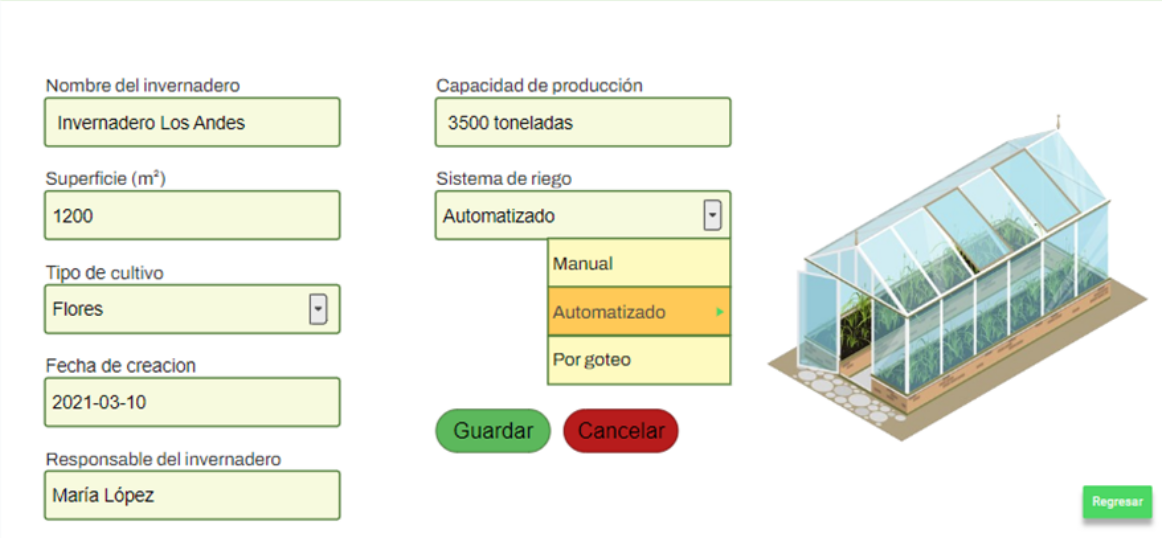 Nombre del invernadero
Invernadero Los Andes
Superficie (m²)
1200
Tipo de cultivo
Flores
Fecha de creacion
2021-03-10
Responsable del invernadero
María López
Capacidad de producción
3500 toneladas
Sistema de riego
Automatizado
Manual
Automatizado
Por goteo
Guardar
Cancelar
Regresar